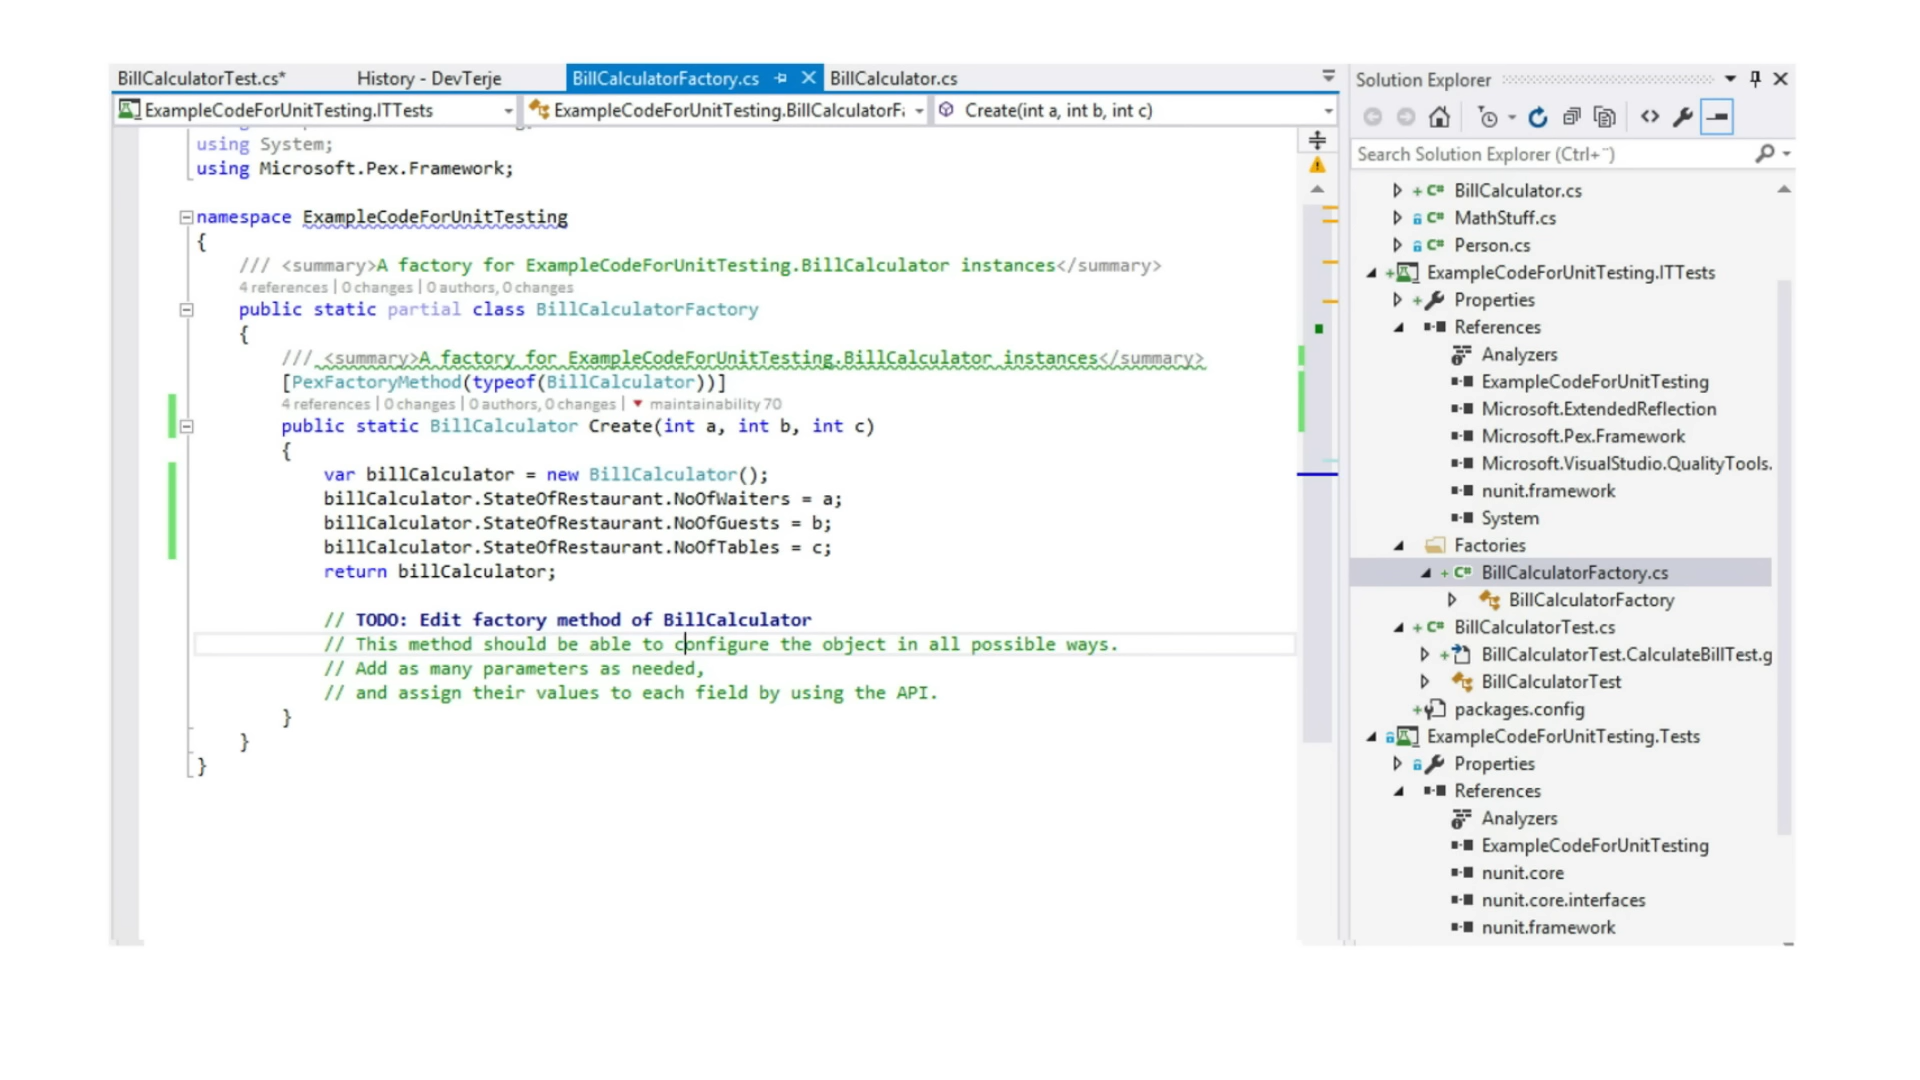 BillCalculatorTest.cs*
History - DevTerje
BillCalculatorFactory.cs
BillCalculator.cs
ExampleCodeForUnitTesting.ITTests
ExampleCodeForUnitTesting.BillCalculatorF
Create(int a, int b, int c)
using System;
using Microsoft.Pex.Framework;
namespace ExampleCodeForUnitTesting
{
/// <summary>A factory for ExampleCodeForUnitTesting.BillCalculator instances</summary>
4 references | 0 changes | 0 authors, 0 changes
public static partial class BillCalculatorFactory
{
/// <summary>A factory for ExampleCodeForUnitTesting.BillCalculator instances</summary>
[PexFactoryMethod(typeof(BillCalculator))]
4 references | 0 changes | 0 authors, 0 changes | maintainability 70
public static BillCalculator Create(int a, int b, int c)
{
var billCalculator = new BillCalculator();
billCalculator.StateOfRestaurant.NoOfWaiters = a;
billCalculator.StateOfRestaurant.NoOfGuests = b;
billCalculator.StateOfRestaurant.NoOfTables = c;
return billCalculator;
// TODO: Edit factory method of BillCalculator
// This method should be able to configure the object in all possible ways.
// Add as many parameters as needed,
// and assign their values to each field by using the API.
}
}
}
Solution Explorer
Search Solution Explorer (Ctrl+¨)
BillCalculator.cs
MathStuff.cs
Person.cs
ExampleCodeForUnitTesting.ITTests
Properties
References
Analyzers
ExampleCodeForUnitTesting
Microsoft.ExtendedReflection
Microsoft.Pex.Framework
Microsoft.VisualStudio.QualityTools.
nunit.framework
System
Factories
BillCalculatorFactory.cs
BillCalculatorFactory
BillCalculatorTest.cs
BillCalculatorTest.CalculateBillTest.g
BillCalculatorTest
packages.config
ExampleCodeForUnitTesting.Tests
Properties
References
Analyzers
ExampleCodeForUnitTesting
nunit.core
nunit.core.interfaces
nunit.framework